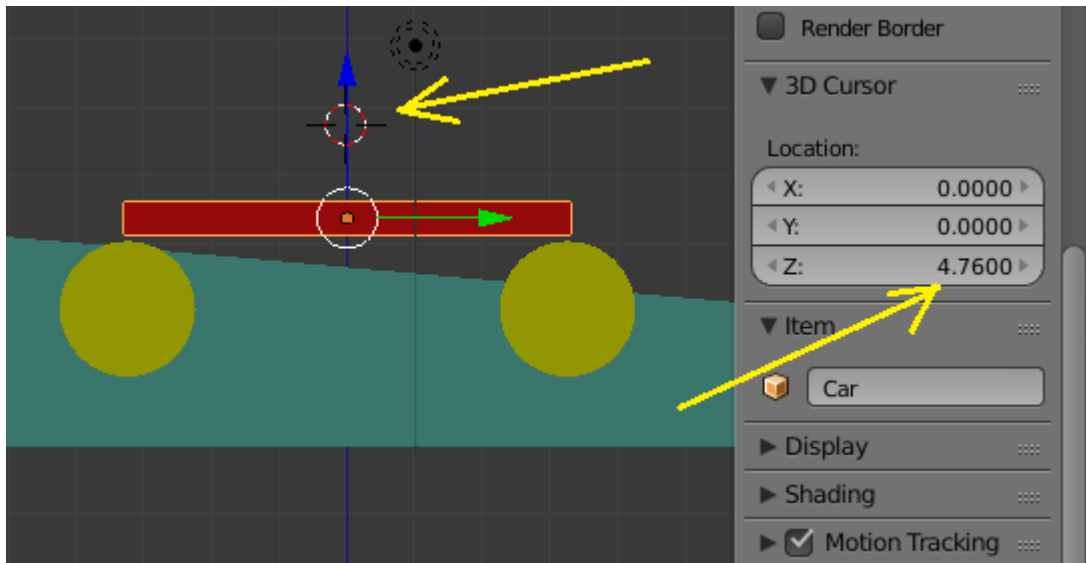 Render Border
3D Cursor
Location:
X: 0.0000
Y: 0.0000
Z: 4.7600
Item
Car
Display
Shading
Motion Tracking